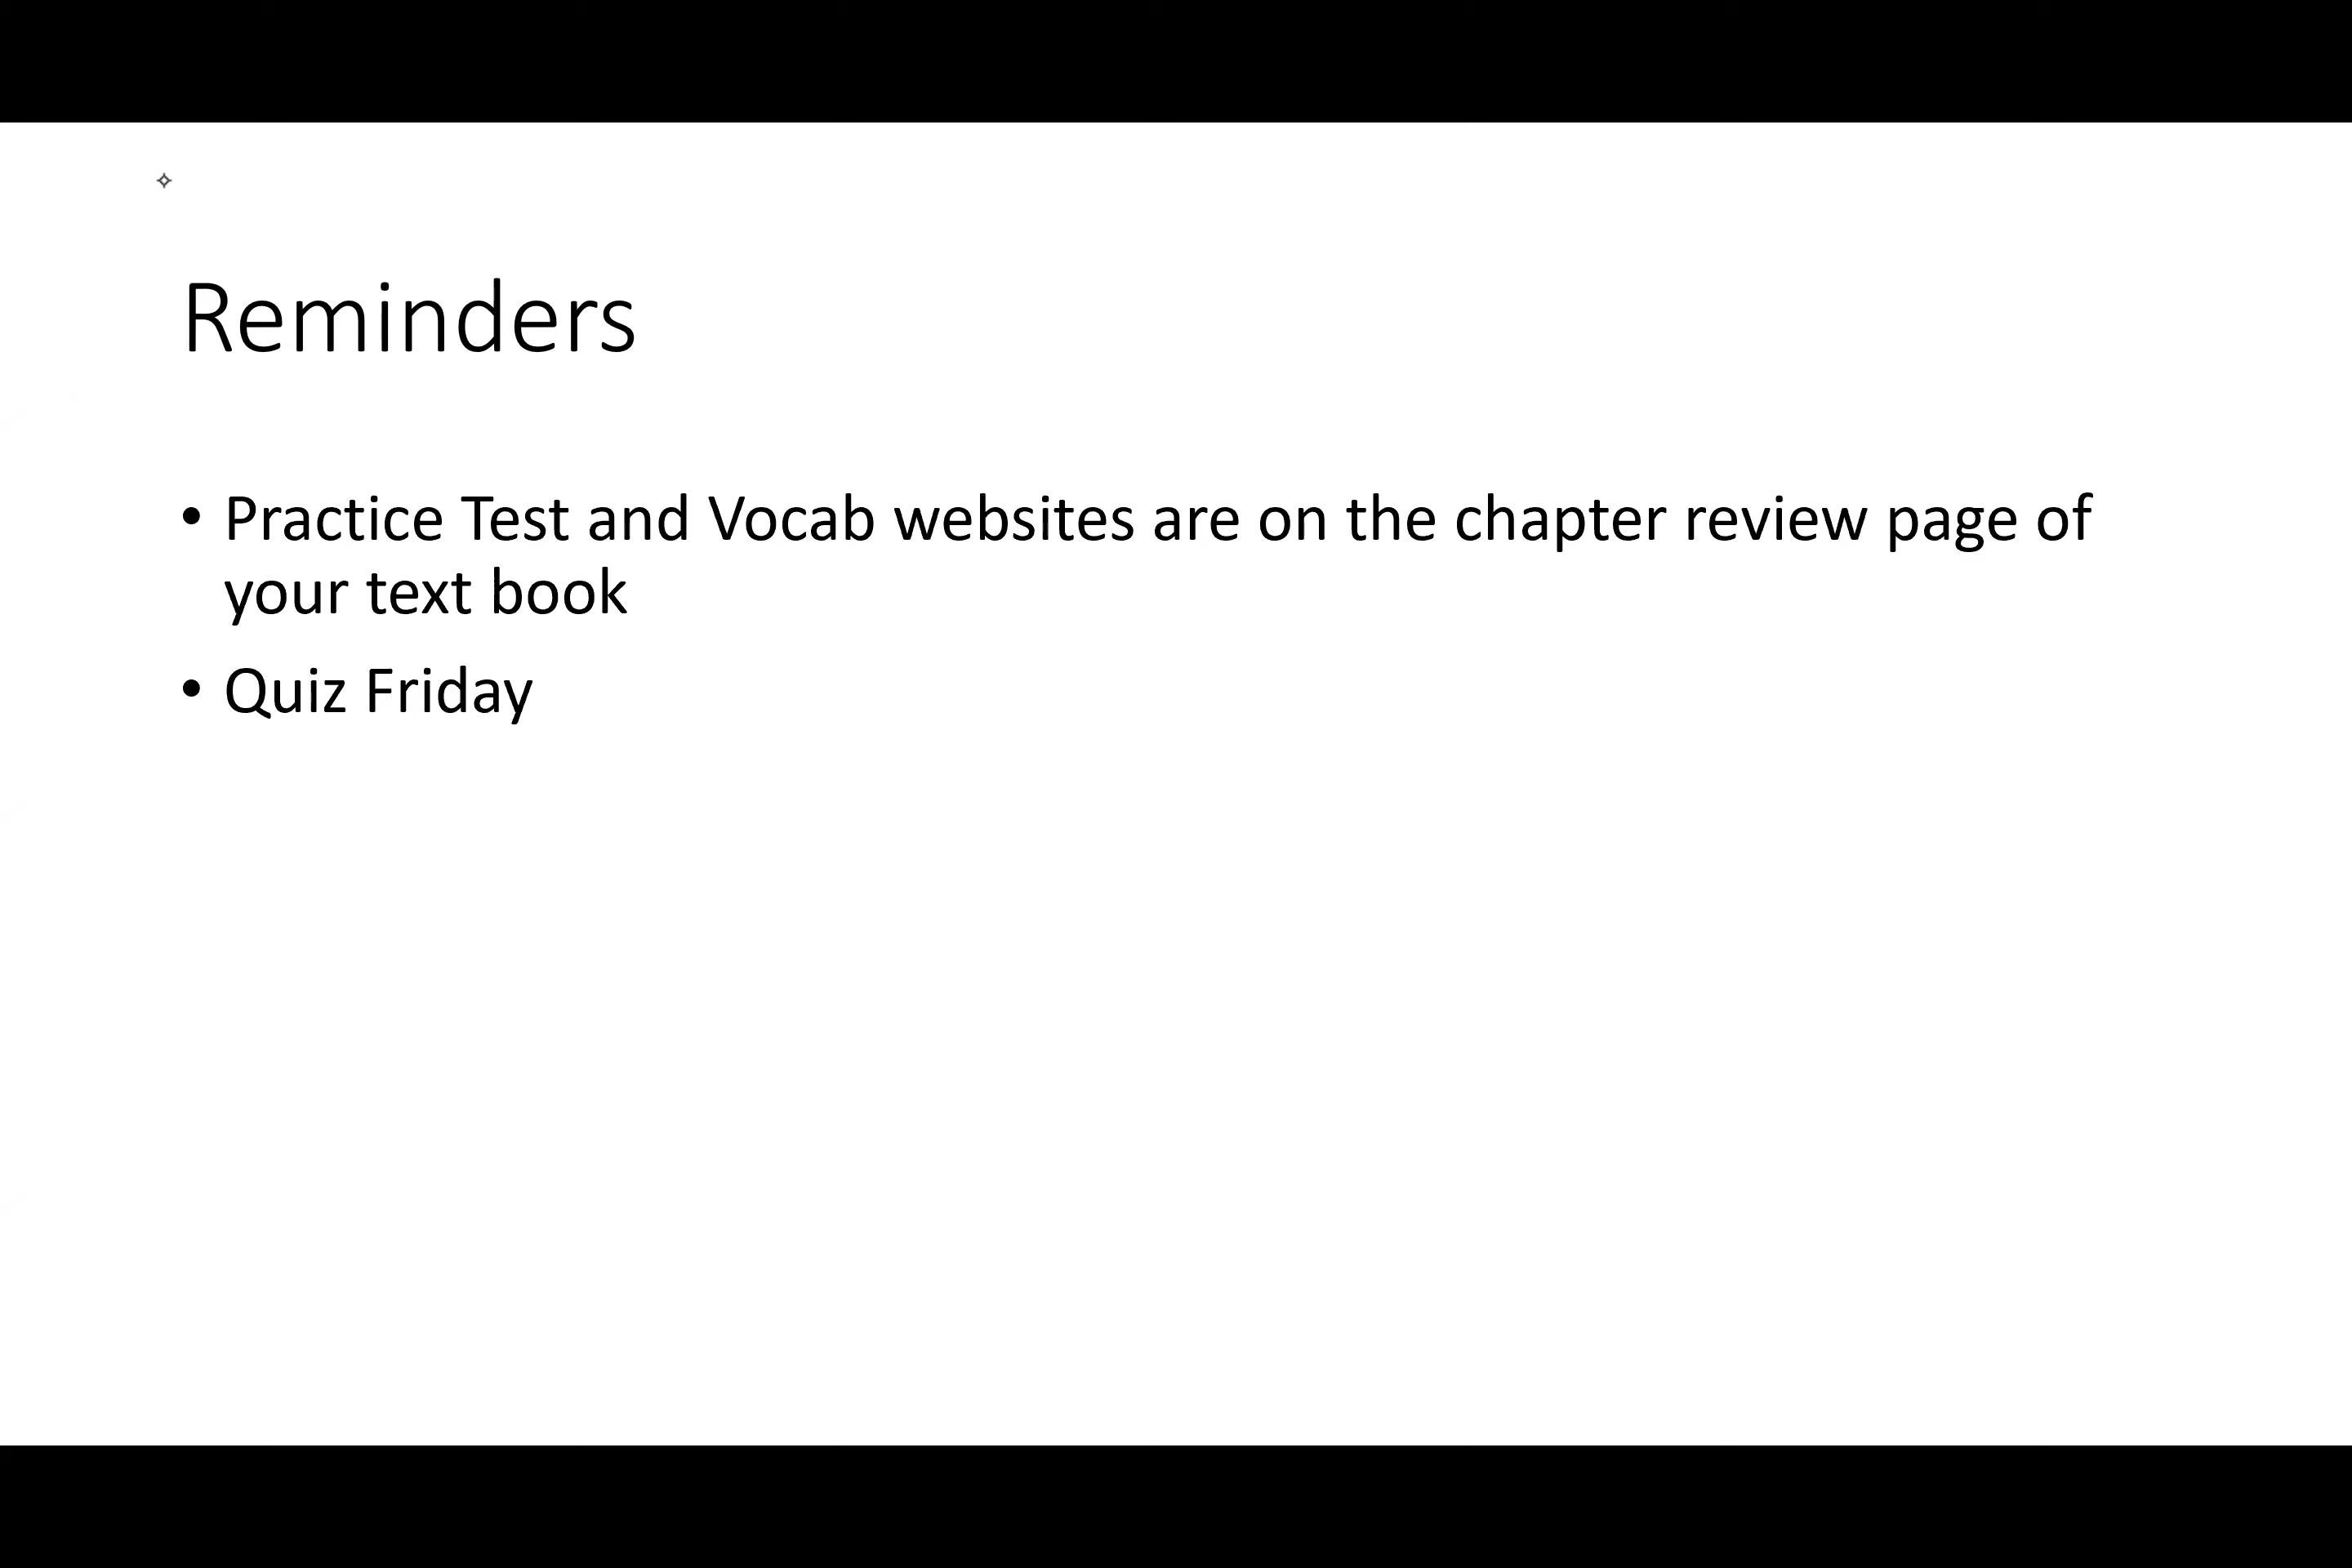 Reminders
• Practice Test and Vocab websites are on the chapter review page of
your text book
• Quiz Friday